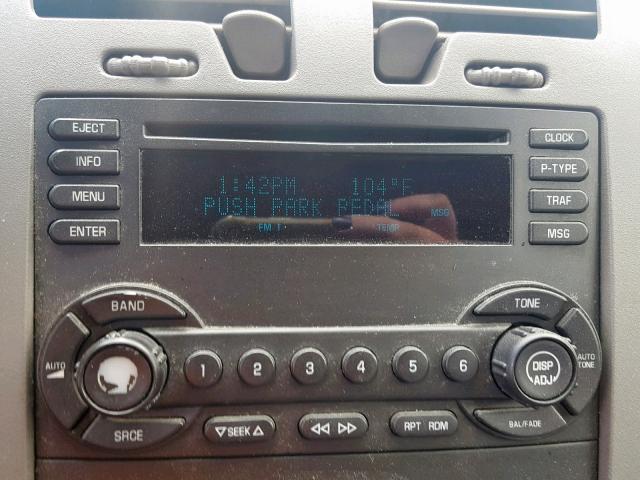 EJECT
INFO
MENU
ENTER
CLOCK
P-TYPE
TRAF
MSG
1:42PM 104°F
PUSH PARK PEDAL MSG
FM 1 TEMP
BAND
TONE
AUTO
1 2 3 4 5 6
DISP
ADJ
AUTO
TONE
SRCE
SEEK
RPT RDM
BAL/FADE